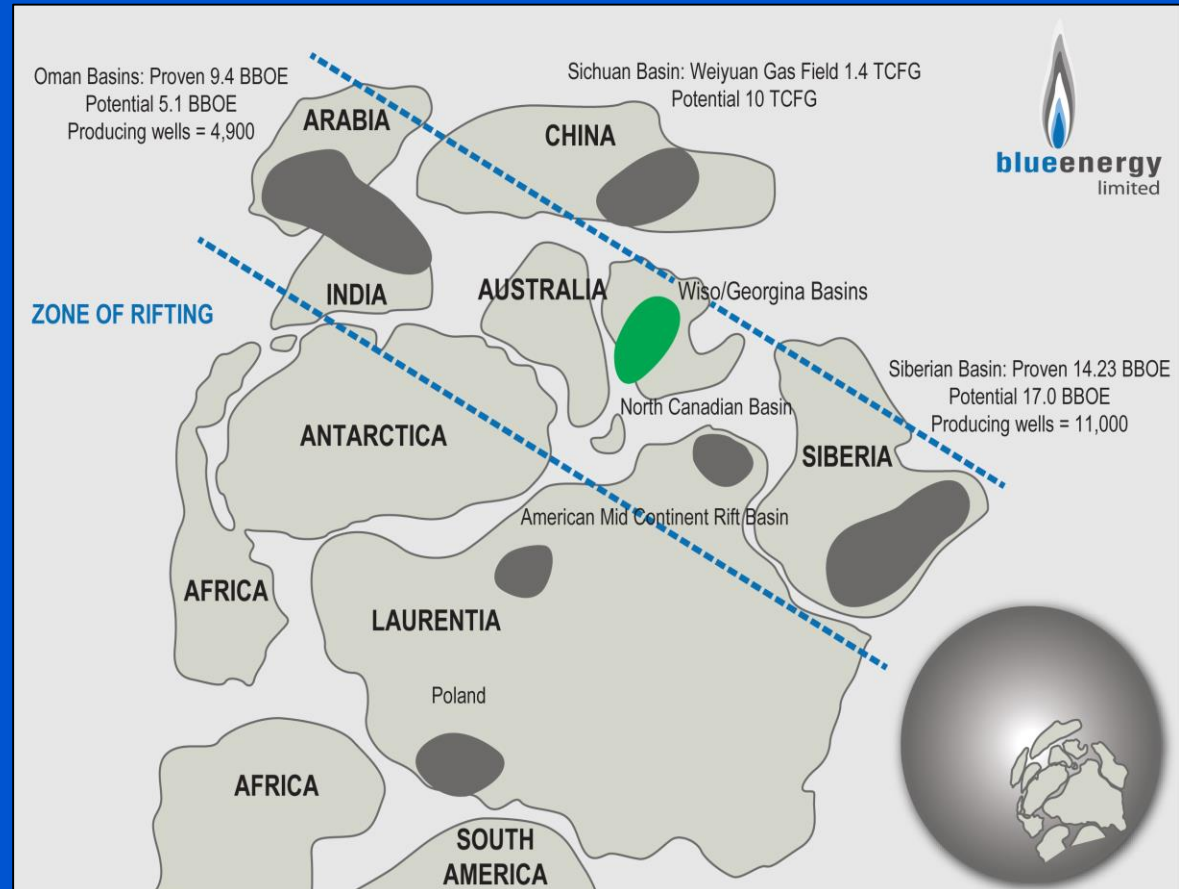 Oman Basins: Proven 9.4 BBOE
Potential 5.1 BBOE
Producing wells = 4,900
Sichuan Basin: Weiyuan Gas Field 1.4 TCFG
Potential 10 TCFG
blueenergy
limited
ARABIA
CHINA
INDIA
AUSTRALIA
Wiso/Georgina Basins
ZONE OF RIFTING
Siberian Basin: Proven 14.23 BBOE
Potential 17.0 BBOE
Producing wells = 11,000
North Canadian Basin
ANTARCTICA
SIBERIA
American Mid Continent Rift Basin
AFRICA
LAURENTIA
Poland
AFRICA
SOUTH
AMERICA